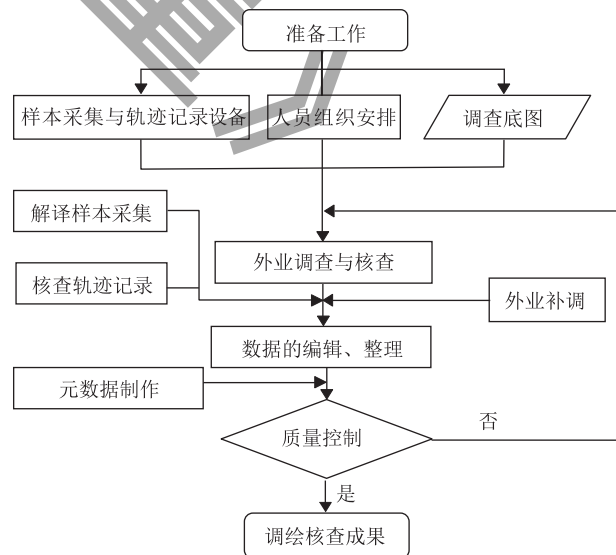 准备工作
样本采集与轨迹记录设备
人员组织安排
调查底图
解译样本采集
外业调查与核查
核查轨迹记录
外业补调
数据的编辑、整理
元数据制作
质量控制
否
是
调绘核查成果